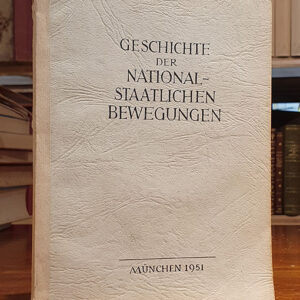 GESCHICHTE
DER
NATIONAL-
STAATLICHEN
BEWEGUNGEN
MÜNCHEN 1951